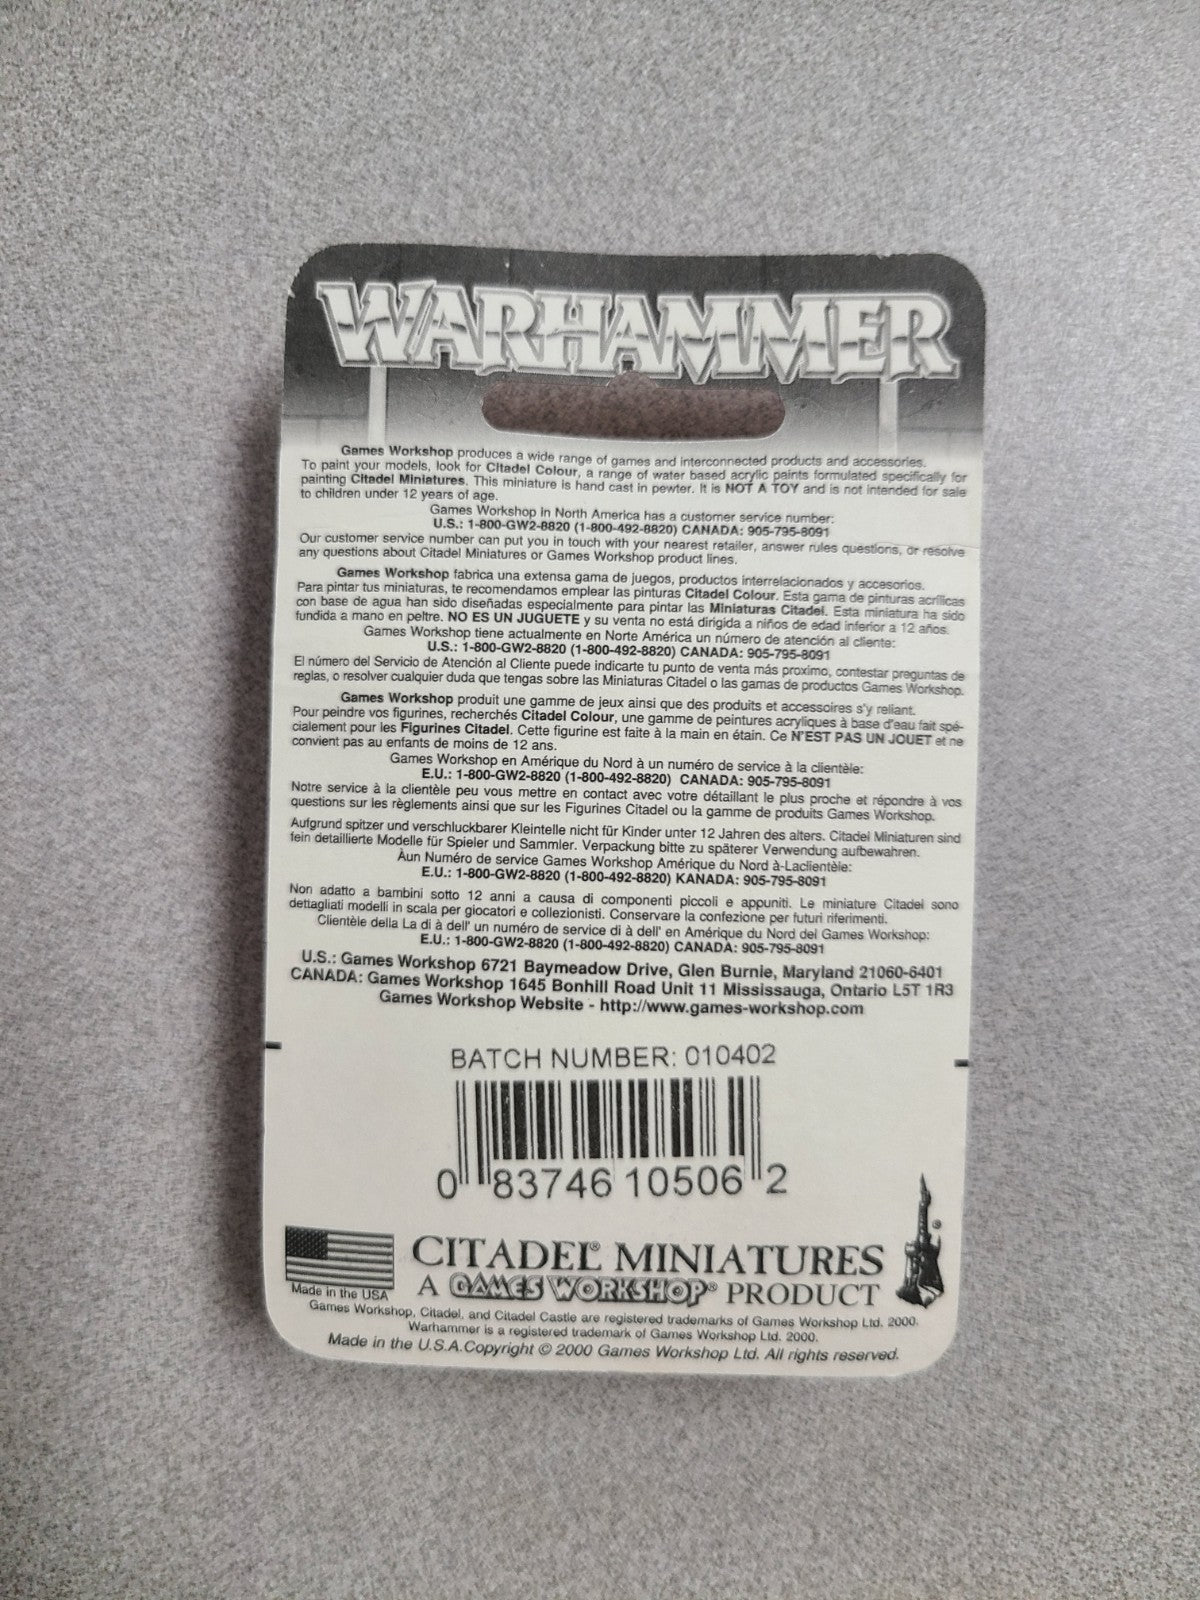 WARHAMMER
Games Workshop produces a wide range of games and interconnected products and accessories.
To paint your models, look for Citadel Colour, a range of water based acrylic paints formulated specifically for
painting Citadel Miniatures. This miniature is hand cast in pewter. It is NOT A TOY and is not intended for sale
to children under 12 years of age.
Games Workshop in North America has a customer service number:
U.S.: 1-800-GW2-8820 (1-800-492-8820) CANADA: 905-795-8091
Our customer service number can put you in touch with your nearest retailer, answer rules questions, or resolve
any questions about Citadel Miniatures or Games Workshop product lines.
Games Workshop fabrica una extensa gama de juegos, productos interrelacionados y accesorios.
Para pintar tus miniaturas, te recomendamos emplear las pinturas Citadel Colour. Esta gama de pinturas acrílicas
con base de agua han sido diseñadas especialmente para pintar las Miniaturas Citadel. Esta miniatura ha sido
fundida a mano en peltre. NO ES UN JUGUETE y su venta no está dirigida a niños de edad inferior a 12 años.
Games Workshop tiene actualmente en Norte América un número de atención al cliente:
U.S.: 1-800-GW2-8820 (1-800-492-8820) CANADA: 905-795-8091
El número del Servicio de Atención al Cliente puede indicarte tu punto de venta más proximo, contestar preguntas de
reglas, o resolver cualquier duda que tengas sobre las Miniaturas Citadel o las gamas de productos Games Workshop.
Games Workshop produit une gamme de jeux ainsi que des produits et accessoires s'y reliant.
Pour peindre vos figurines, recherchés Citadel Colour, une gamme de peintures acryliques à base d'eau fait spé-
cialement pour les Figurines Citadel. Cette figurine est faite à la main en étain. Ce N'EST PAS UN JOUET et ne
convient pas au enfants de moins de 12 ans.
Games Workshop en Amérique du Nord à un numéro de service à la clientèle:
E.U.: 1-800-GW2-8820 (1-800-492-8820) CANADA: 905-795-8091
Notre service à la clientèle peu vous mettre en contact avec votre détaillant le plus proche et répondre à vos
questions sur les règlements ainsi que sur les Figurines Citadel ou la gamme de produits Games Workshop.
Aufgrund spitzer und verschluckbarer Kleintelle nicht für Kinder unter 12 Jahren des alters. Citadel Miniaturen sind
fein detaillierte Modelle für Spieler und Sammler. Verpackung bitte zu späterer Verwendung aufbewahren.
Àun Numéro de service Games Workshop Amérique du Nord à-Laclientèle:
E.U.: 1-800-GW2-8820 (1-800-492-8820) KANADA: 905-795-8091
Non adatto a bambini sotto 12 anni a causa di componenti piccoli e appuniti. Le miniature Citadel sono
dettagliati modelli in scala per giocatori e collezionisti. Conservare la confezione per futuri riferimenti.
Clientèle della La di à dell' un numéro de service di à dell' en Amérique du Nord del Games Workshop:
E.U.: 1-800-GW2-8820 (1-800-492-8820) CANADA: 905-795-8091
U.S.: Games Workshop 6721 Baymeadow Drive, Glen Burnie, Maryland 21060-6401
CANADA: Games Workshop 1645 Bonhill Road Unit 11 Mississauga, Ontario L5T 1R3
Games Workshop Website - http://www.games-workshop.com
BATCH NUMBER: 010402
0 83746 10506 2
CITADEL® MINIATURES
A GAMES WORKSHOP® PRODUCT
Made in the USA
Games Workshop, Citadel, and Citadel Castle are registered trademarks of Games Workshop Ltd. 2000.
Warhammer is a registered trademark of Games Workshop Ltd. 2000.
Made in the U.S.A.Copyright © 2000 Games Workshop Ltd. All rights reserved.